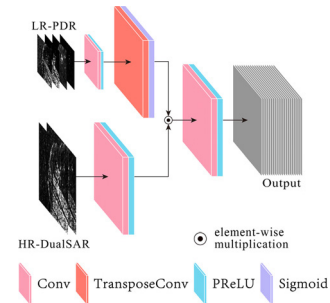 LR-PDR
HR-DualSAR
Output
element-wise
multiplication
Conv
TransposeConv
PReLU
Sigmoid